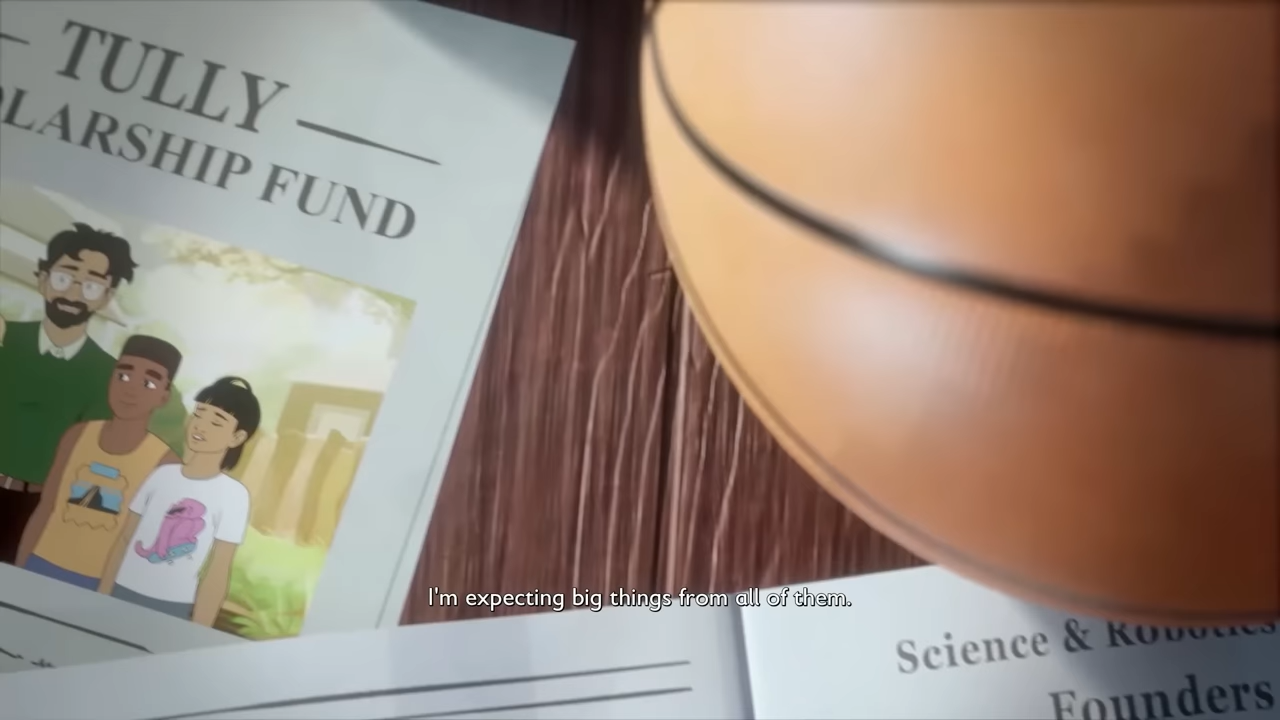 TULLY
OLARSHIP FUND
I'm expecting big things from all of them.
Science & Robotics
Founders